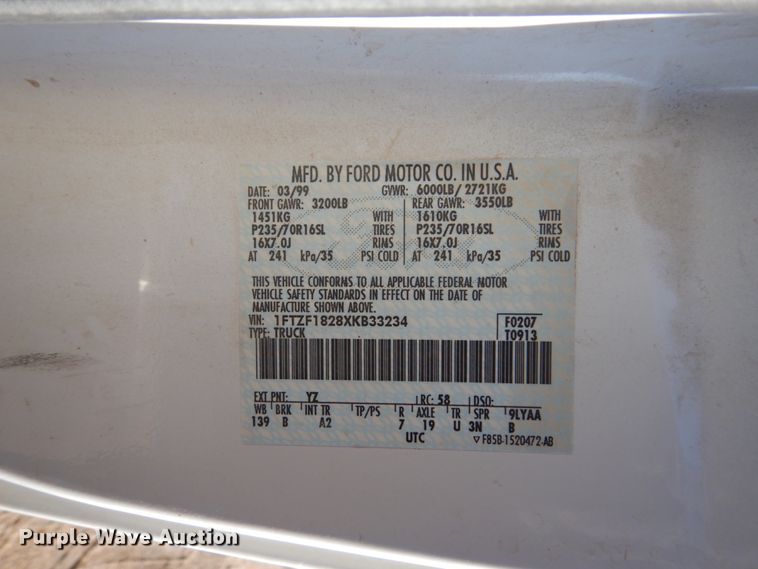 MFD. BY FORD MOTOR CO. IN U.S.A.
DATE: 03/99 GVWR: 6000LB/ 2721KG
FRONT GAWR: 3200LB REAR GAWR: 3550LB
1451KG WITH 1610KG WITH
P235/70R16SL TIRES P235/70R16SL TIRES
16X7.0J RIMS 16X7.0J RIMS
AT 241 kPa/35 PSI COLD AT 241 kPa/35 PSI COLD
THIS VEHICLE CONFORMS TO ALL APPLICABLE FEDERAL MOTOR
VEHICLE SAFETY STANDARDS IN EFFECT ON THE DATE OF
MANUFACTURE SHOWN ABOVE.
VIN: 1FTZF1828XKB33234 F0207
TYPE: TRUCK T0913
EXT PNT: YZ RC: 58 DSO:
WB BRK INT TR TP/PS R AXLE TR SPR 9LYAA
139 B A2 7 19 U 3N B
UTC F85B-1520472-AB
Purple Wave Auction